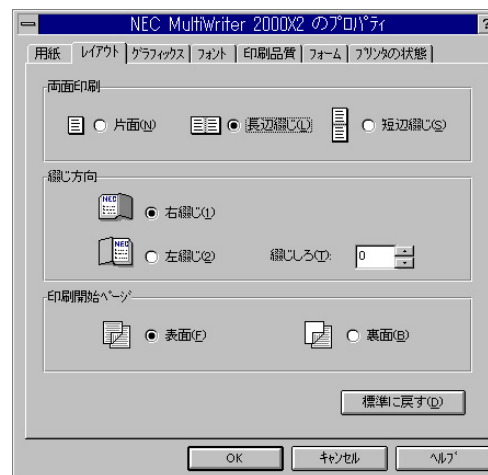 NEC MultiWriter 2000X2 のプロパティ ?
用紙 レイアウト グラフィックス フォント 印刷品質 フォーム プリンタの状態
両面印刷
片面(N) 長辺綴じ(L) 短辺綴じ(S)
綴じ方向
NEC 右綴じ(1)
NEC 左綴じ(2) 綴じしろ(T): 0
印刷開始ページ
表面(F) 裏面(B)
標準に戻す(D)
OK キャンセル ヘルプ